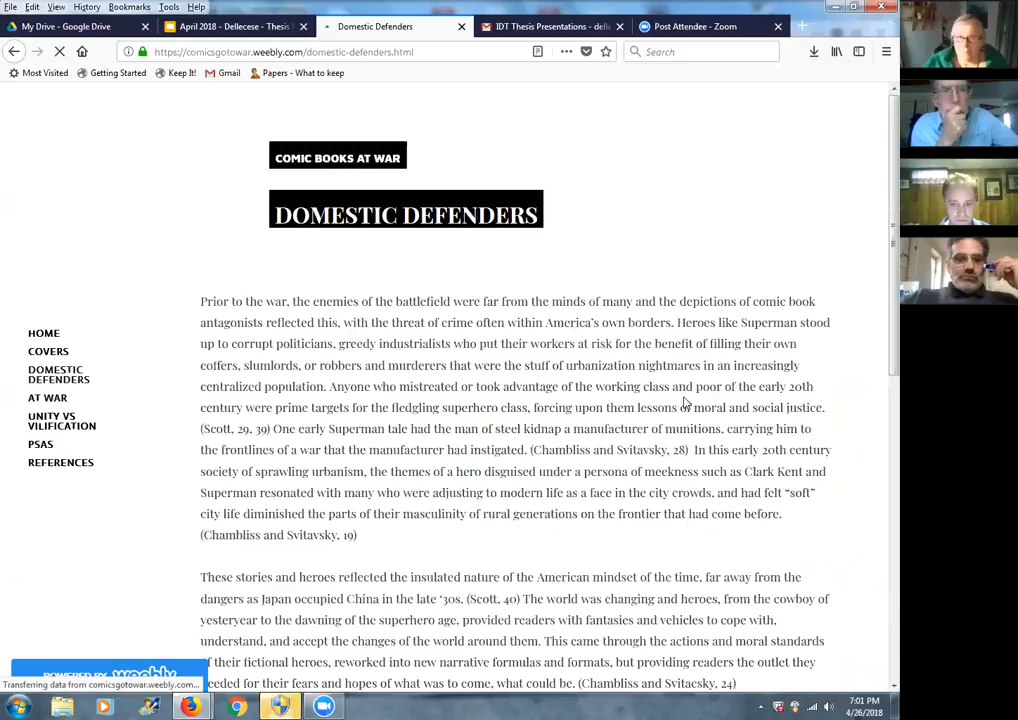 File Edit View History Bookmarks Tools Help
My Drive - Google Drive
April 2018 - Dellecese - Thesis
Domestic Defenders
IDT Thesis Presentations - delle
Post Attendee - Zoom
https://comicsgotowar.weebly.com/domestic-defenders.html
Search
Most Visited
Getting Started
Keep It!
Gmail
Papers - What to keep
COMIC BOOKS AT WAR
DOMESTIC DEFENDERS
HOME
COVERS
DOMESTIC
DEFENDERS
AT WAR
UNITY VS
VILIFICATION
PSAS
REFERENCES
Prior to the war, the enemies of the battlefield were far from the minds of many and the depictions of comic book
antagonists reflected this, with the threat of crime often within America's own borders. Heroes like Superman stood
up to corrupt politicians, greedy industrialists who put their workers at risk for the benefit of filling their own
coffers, slumlords, or robbers and murderers that were the stuff of urbanization nightmares in an increasingly
centralized population. Anyone who mistreated or took advantage of the working class and poor of the early 20th
century were prime targets for the fledgling superhero class, forcing upon them lessons of moral and social justice.
(Scott, 29, 39) One early Superman tale had the man of steel kidnap a manufacturer of munitions, carrying him to
the frontlines of a war that the manufacturer had instigated. (Chambliss and Svitavsky, 28) In this early 20th century
society of sprawling urbanism, the themes of a hero disguised under a persona of meekness such as Clark Kent and
Superman resonated with many who were adjusting to modern life as a face in the city crowds, and had felt “soft”
city life diminished the parts of their masculinity of rural generations on the frontier that had come before.
(Chambliss and Svitavsky, 19)
These stories and heroes reflected the insulated nature of the American mindset of the time, far away from the
dangers as Japan occupied China in the late ‘30s. (Scott, 40) The world was changing and heroes, from the cowboy of
yesteryear to the dawning of the superhero age, provided readers with fantasies and vehicles to cope with,
understand, and accept the changes of the world around them. This came through the actions and moral standards
of their fictional heroes, reworked into new narrative formulas and formats, but providing readers the outlet they
needed for their fears and hopes of what was to come, what could be. (Chambliss and Svitacsky, 24)
POWERED BY weebly
Transferring data from comicsgotowar.weebly.com...
7:01 PM
4/26/2018